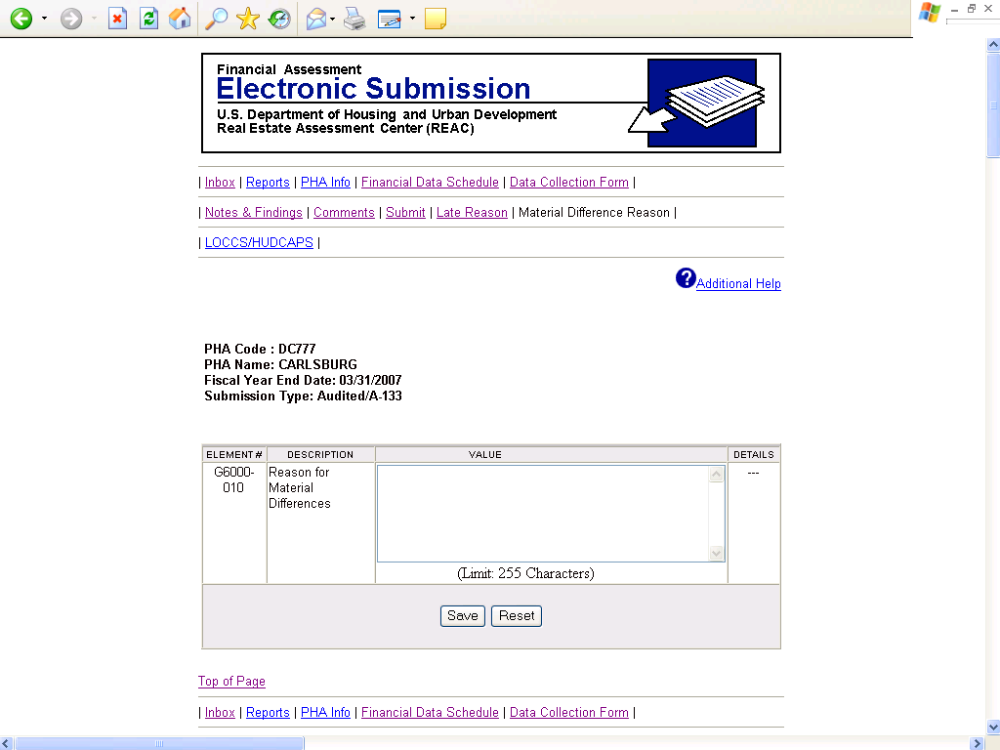 Financial Assessment
Electronic Submission
U.S. Department of Housing and Urban Development
Real Estate Assessment Center (REAC)
| Inbox | Reports | PHA Info | Financial Data Schedule | Data Collection Form |
| Notes & Findings | Comments | Submit | Late Reason | Material Difference Reason |
| LOCCS/HUDCAPS |
? Additional Help
PHA Code : DC777
PHA Name: CARLSBURG
Fiscal Year End Date: 03/31/2007
Submission Type: Audited/A-133
ELEMENT # DESCRIPTION VALUE DETAILS
G6000-010 Reason for Material Differences ---
(Limit: 255 Characters)
Save Reset
Top of Page
| Inbox | Reports | PHA Info | Financial Data Schedule | Data Collection Form |